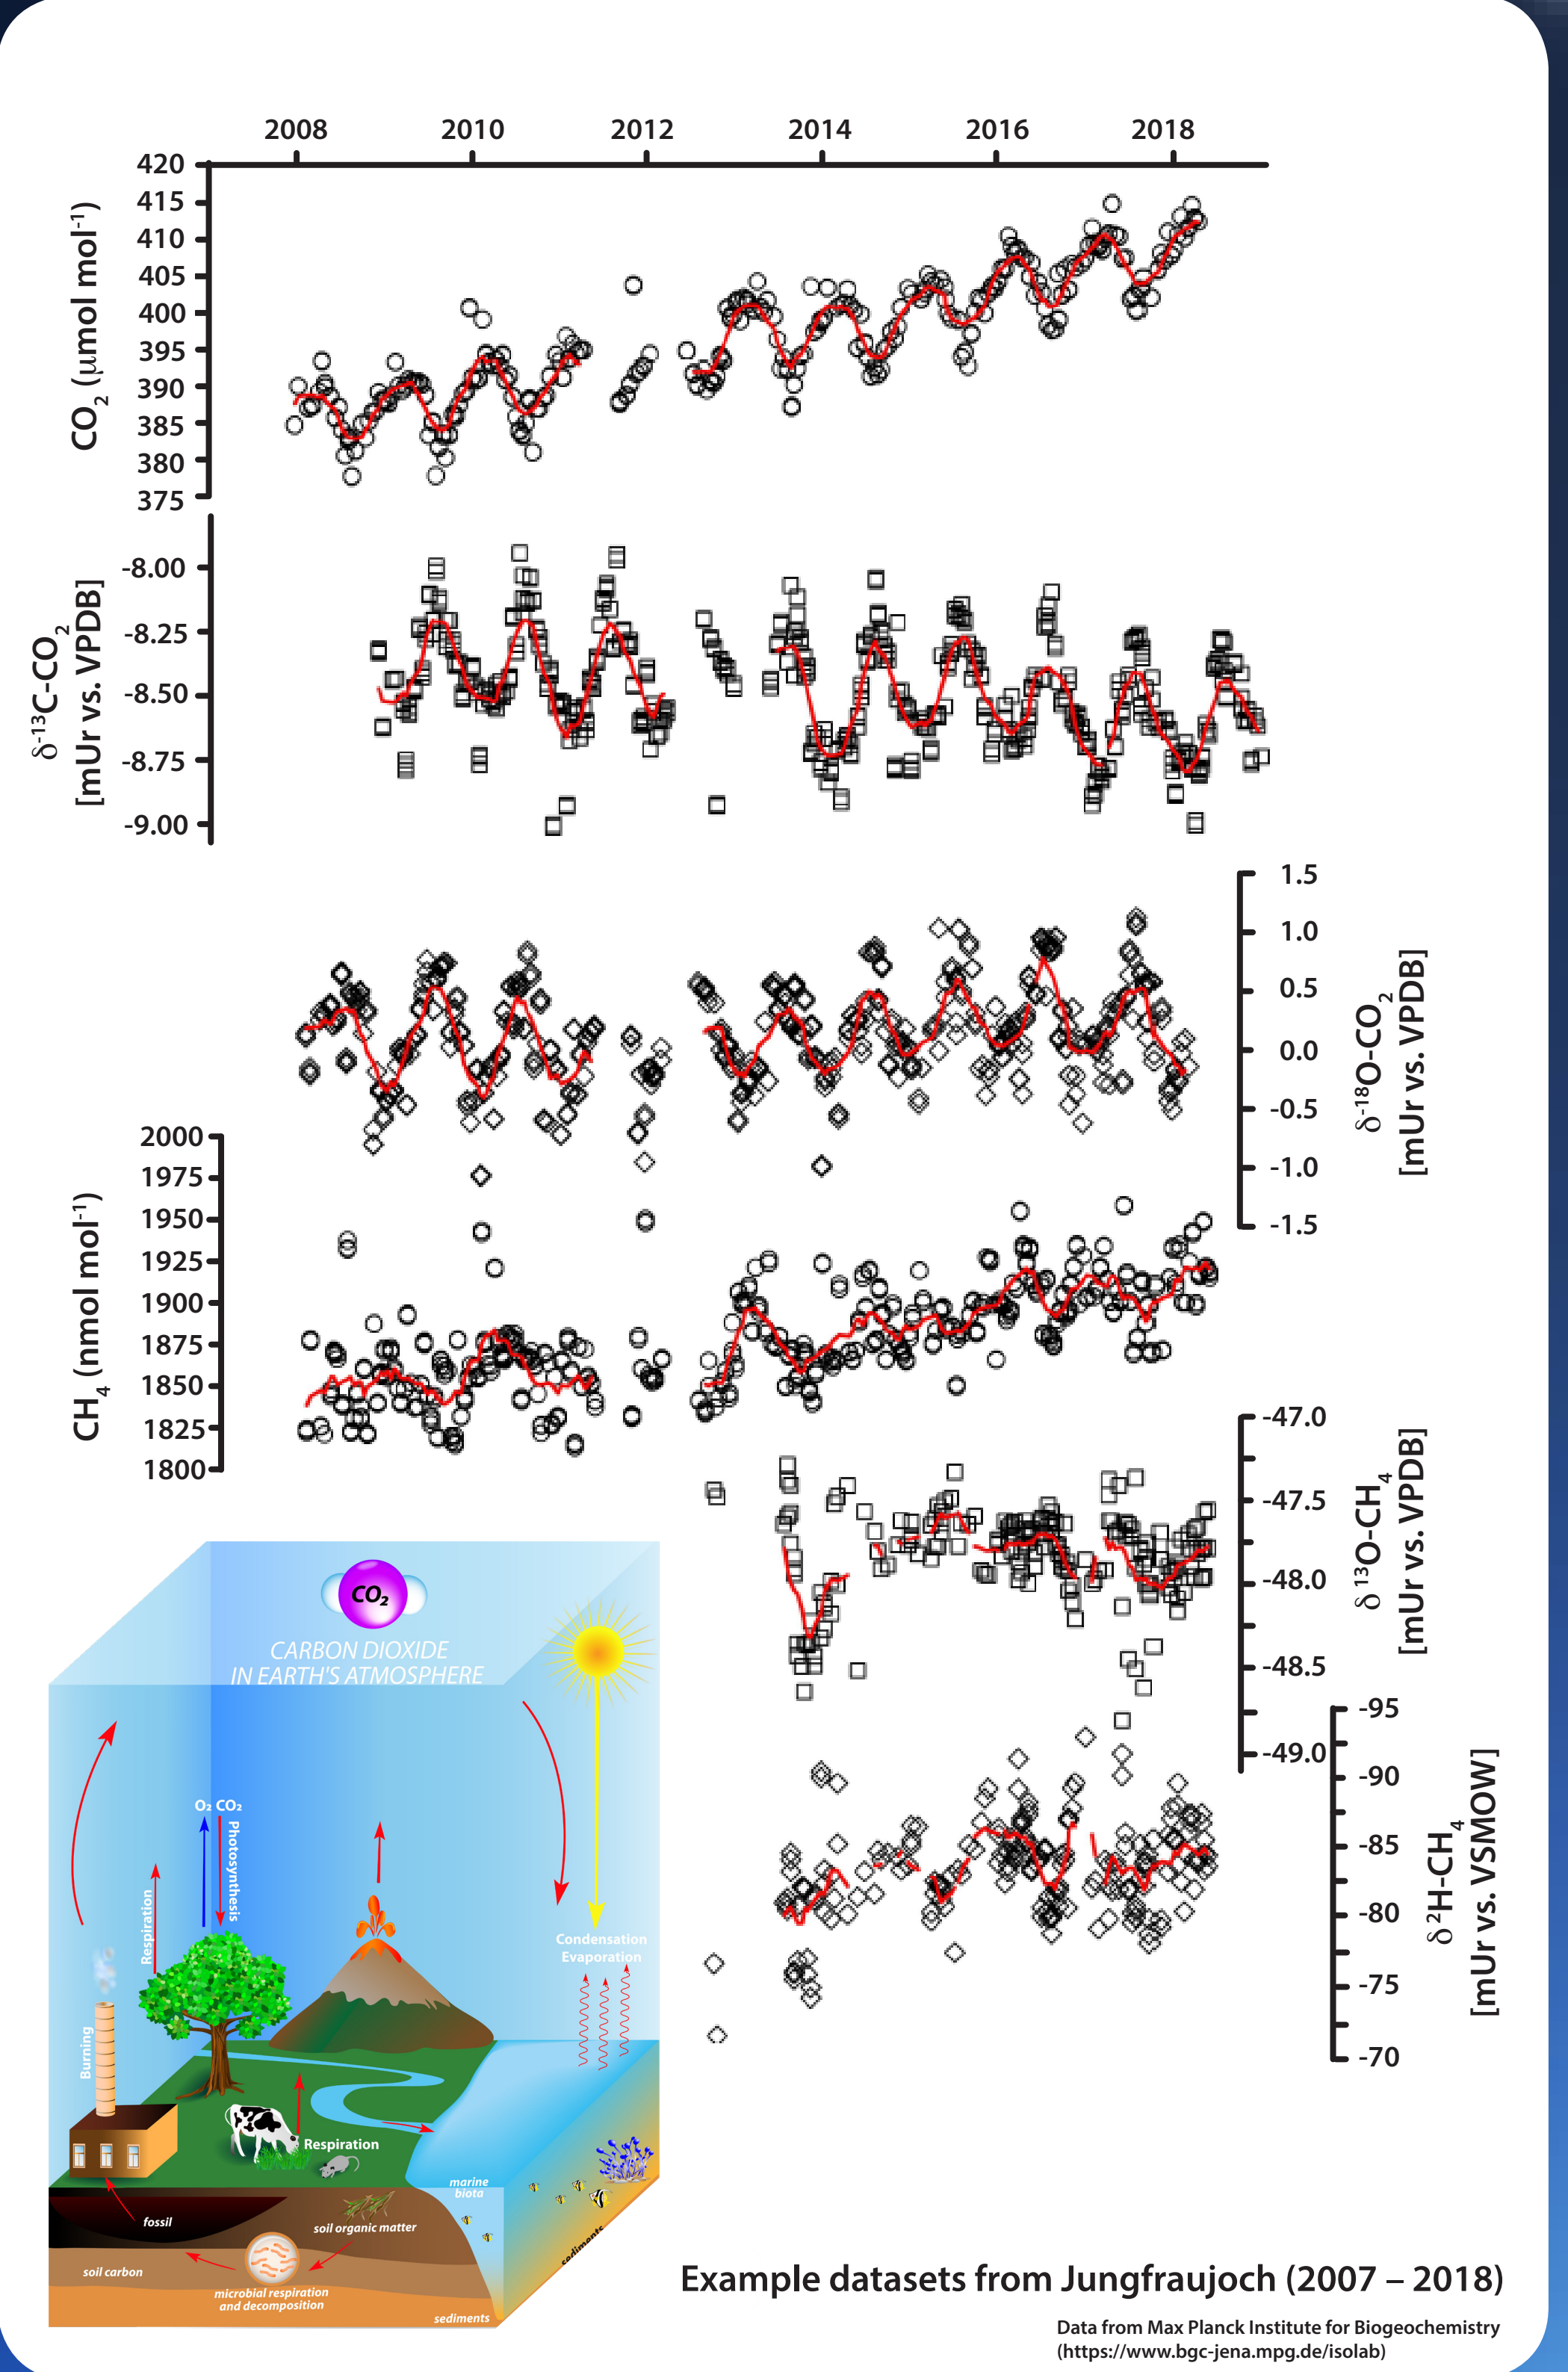 2008 2010 2012 2014 2016 2018
420
415
410
405
400
395
390
385
380
375
CO2 (μmol mol-1)
-8.00
-8.25
-8.50
-8.75
-9.00
δ-13C-CO2
[mUr vs. VPDB]
1.5
1.0
0.5
0.0
-0.5
-1.0
-1.5
δ-18O-CO2
[mUr vs. VPDB]
2000
1975
1950
1925
1900
1875
1850
1825
1800
CH4 (nmol mol-1)
-47.0
-47.5
-48.0
-48.5
-49.0
δ 13O-CH4
[mUr vs. VPDB]
-95
-90
-85
-80
-75
-70
δ 2H-CH4
[mUr vs. VSMOW]
CO2
CARBON DIOXIDE
IN EARTH'S ATMOSPHERE
O2 CO2
Photosynthesis
Respiration
Condensation
Evaporation
Burning
Respiration
marine
biota
fossil
soil organic matter
sediments
soil carbon
microbial respiration
and decomposition
sediments
Example datasets from Jungfraujoch (2007 – 2018)
Data from Max Planck Institute for Biogeochemistry
(https://www.bgc-jena.mpg.de/isolab)